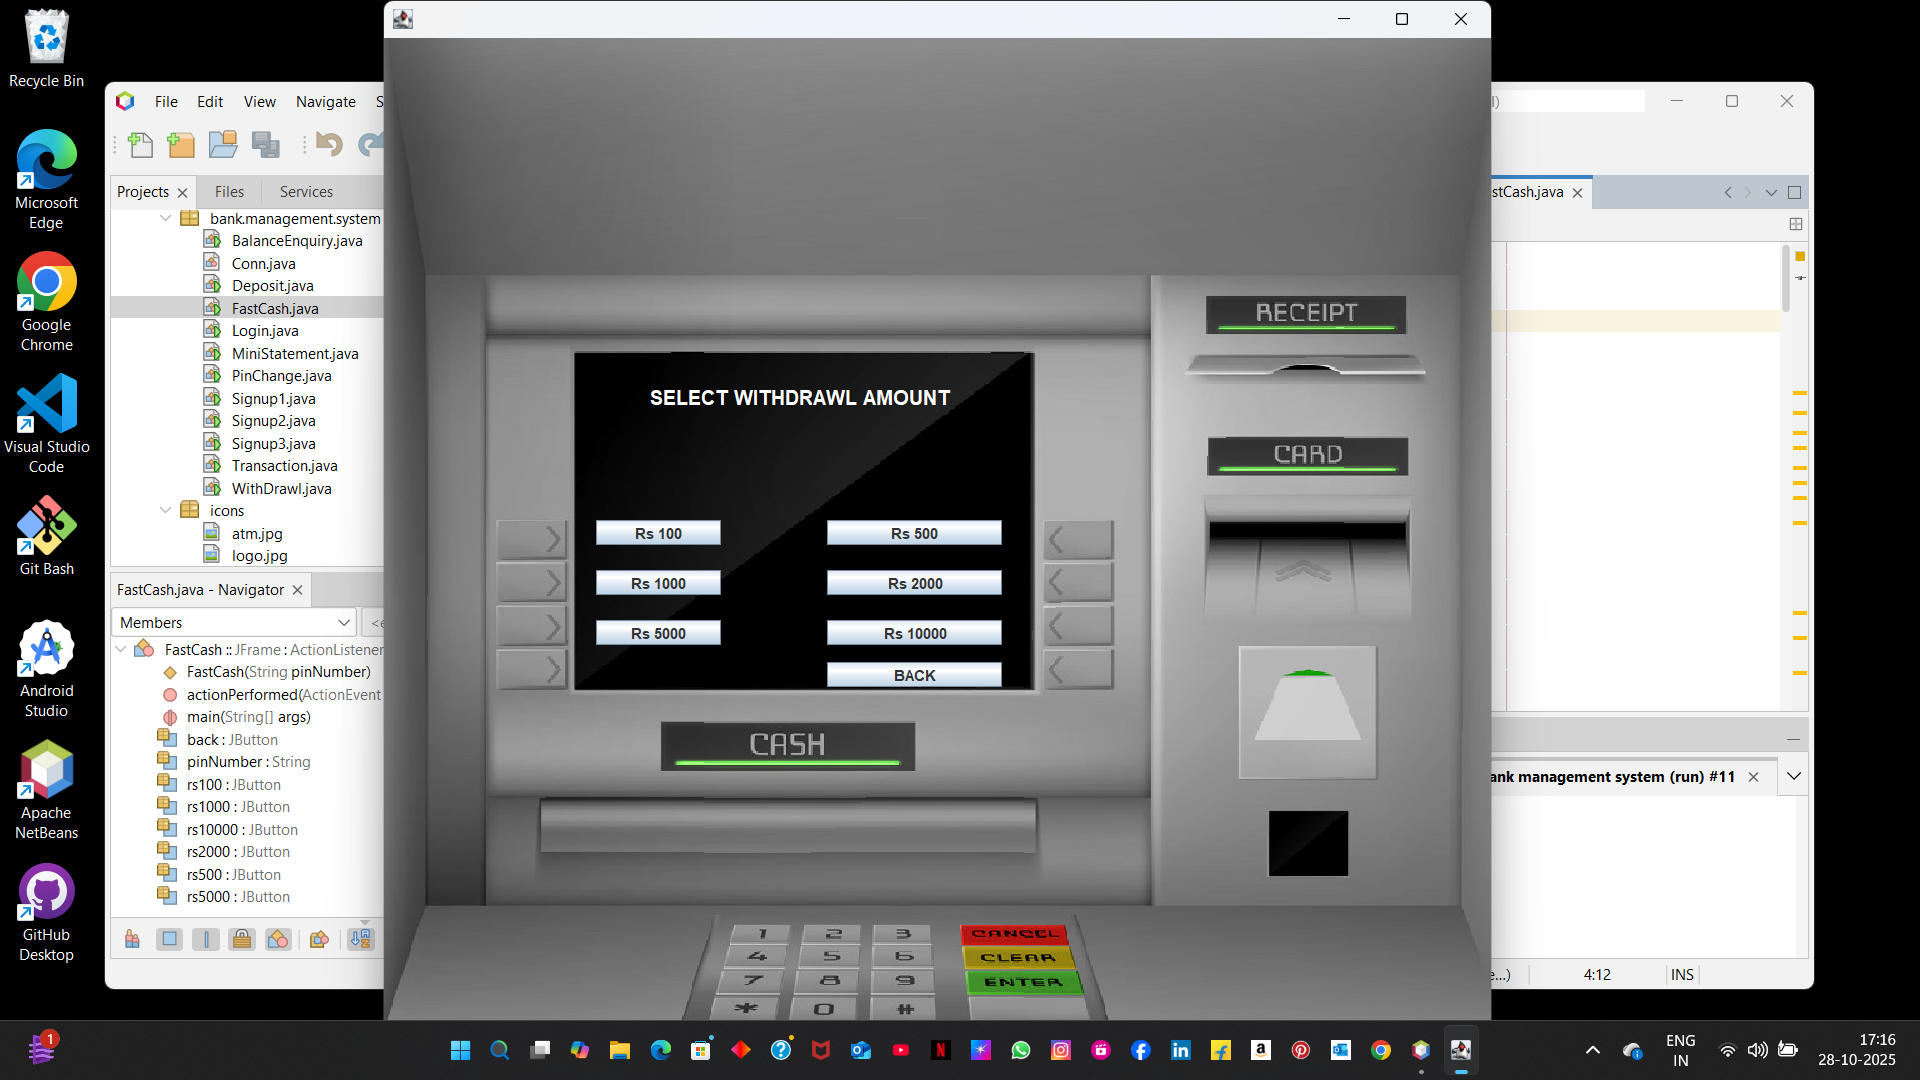 Recycle Bin
Microsoft
Edge
Google
Chrome
Visual Studio
Code
Git Bash
Android
Studio
Apache
NetBeans
GitHub
Desktop
File Edit View Navigate S
Projects Files Services
bank.management.system
BalanceEnquiry.java
Conn.java
Deposit.java
FastCash.java
Login.java
MiniStatement.java
PinChange.java
Signup1.java
Signup2.java
Signup3.java
Transaction.java
WithDrawl.java
icons
atm.jpg
logo.jpg
FastCash.java - Navigator
Members <e
FastCash :: JFrame : ActionListener
FastCash(String pinNumber)
actionPerformed(ActionEvent
main(String[] args)
back : JButton
pinNumber : String
rs100 : JButton
rs1000 : JButton
rs10000 : JButton
rs2000 : JButton
rs500 : JButton
rs5000 : JButton
SELECT WITHDRAWL AMOUNT
Rs 100 Rs 500
Rs 1000 Rs 2000
Rs 5000 Rs 10000
BACK
CASH
RECEIPT
CARD
1 2 3 CANCEL
4 5 6 CLEAR
7 8 9 ENTER
* 0 #
l)
stCash.java
ank management system (run) #11
e...) 4:12 INS
1
ENG
IN
17:16
28-10-2025